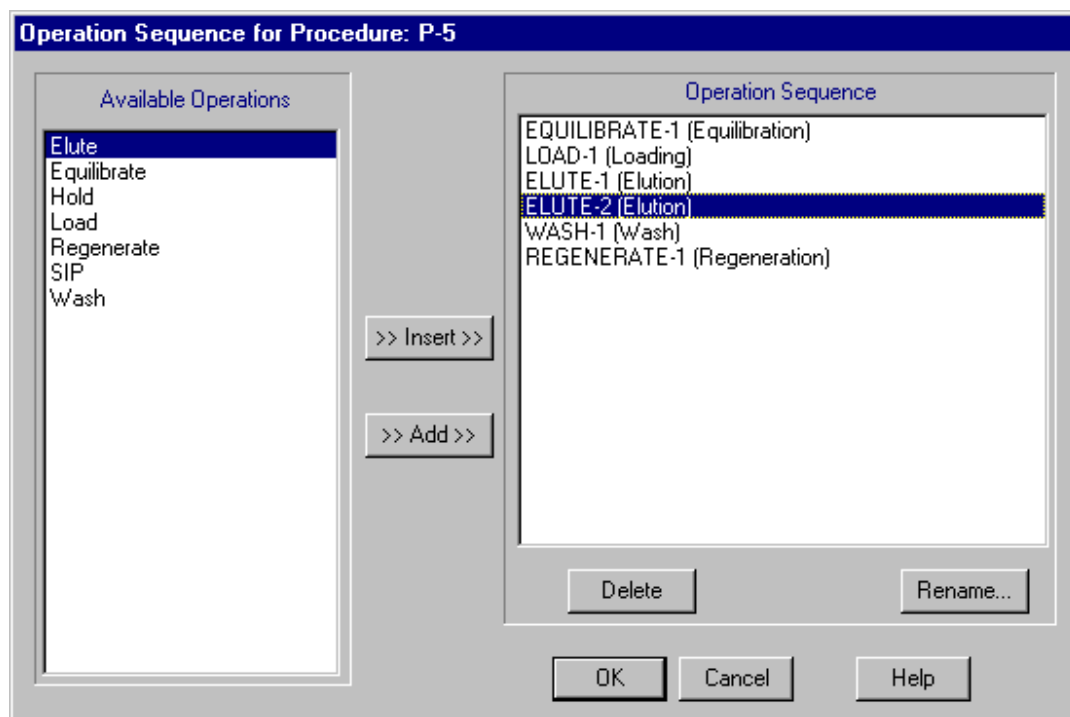 Operation Sequence for Procedure: P-5
Available Operations
Elute
Equilibrate
Hold
Load
Regenerate
SIP
Wash
>> Insert >>
>> Add >>
Operation Sequence
EQUILIBRATE-1 (Equilibration)
LOAD-1 (Loading)
ELUTE-1 (Elution)
ELUTE-2 (Elution)
WASH-1 (Wash)
REGENERATE-1 (Regeneration)
Delete
Rename...
OK
Cancel
Help